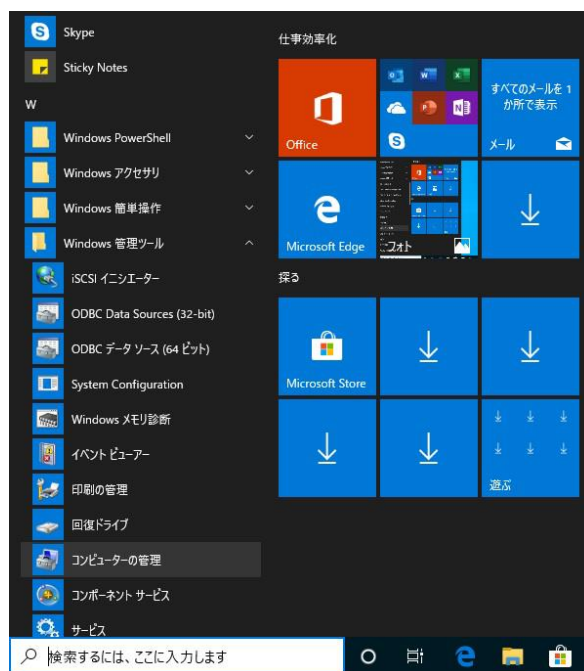 Skype
Sticky Notes
W
Windows PowerShell
Windows アクセサリ
Windows 簡単操作
Windows 管理ツール
iSCSI イニシエーター
ODBC Data Sources (32-bit)
ODBC データ ソース (64 ビット)
System Configuration
Windows メモリ診断
イベント ビューアー
印刷の管理
回復ドライブ
コンピューターの管理
コンポーネント サービス
サービス
仕事効率化
Office
すべてのメールを 1
か所で表示
メール
Microsoft Edge
フォト
探る
Microsoft Store
遊ぶ
検索するには、ここに入力します